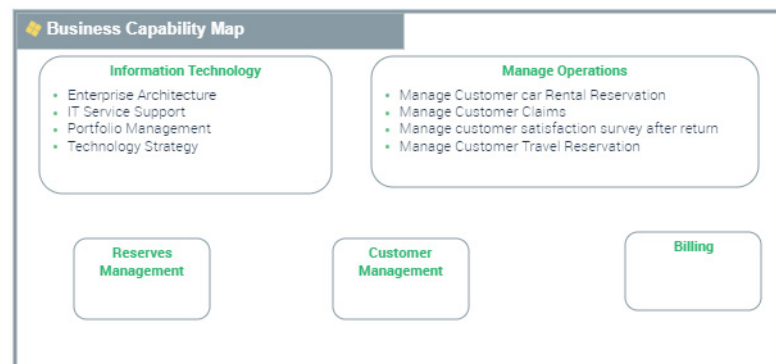 Business Capability Map
Information Technology
• Enterprise Architecture
• IT Service Support
• Portfolio Management
• Technology Strategy
Manage Operations
• Manage Customer car Rental Reservation
• Manage Customer Claims
• Manage customer satisfaction survey after return
• Manage Customer Travel Reservation
Reserves
Management
Customer
Management
Billing